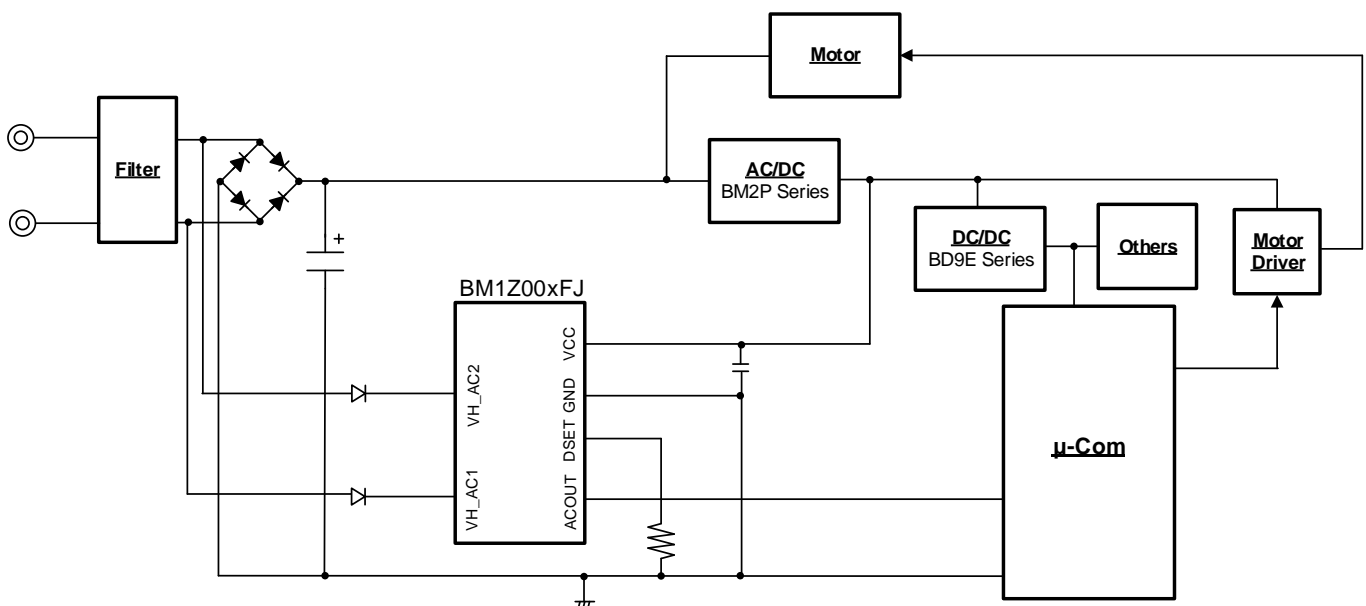 Motor
Filter
AC/DC
BM2P Series
DC/DC
BD9E Series
Others
Motor
Driver
BM1Z00xFJ
VCC
VH_AC2
GND
DSET
VH_AC1
ACOUT
µ-Com
+